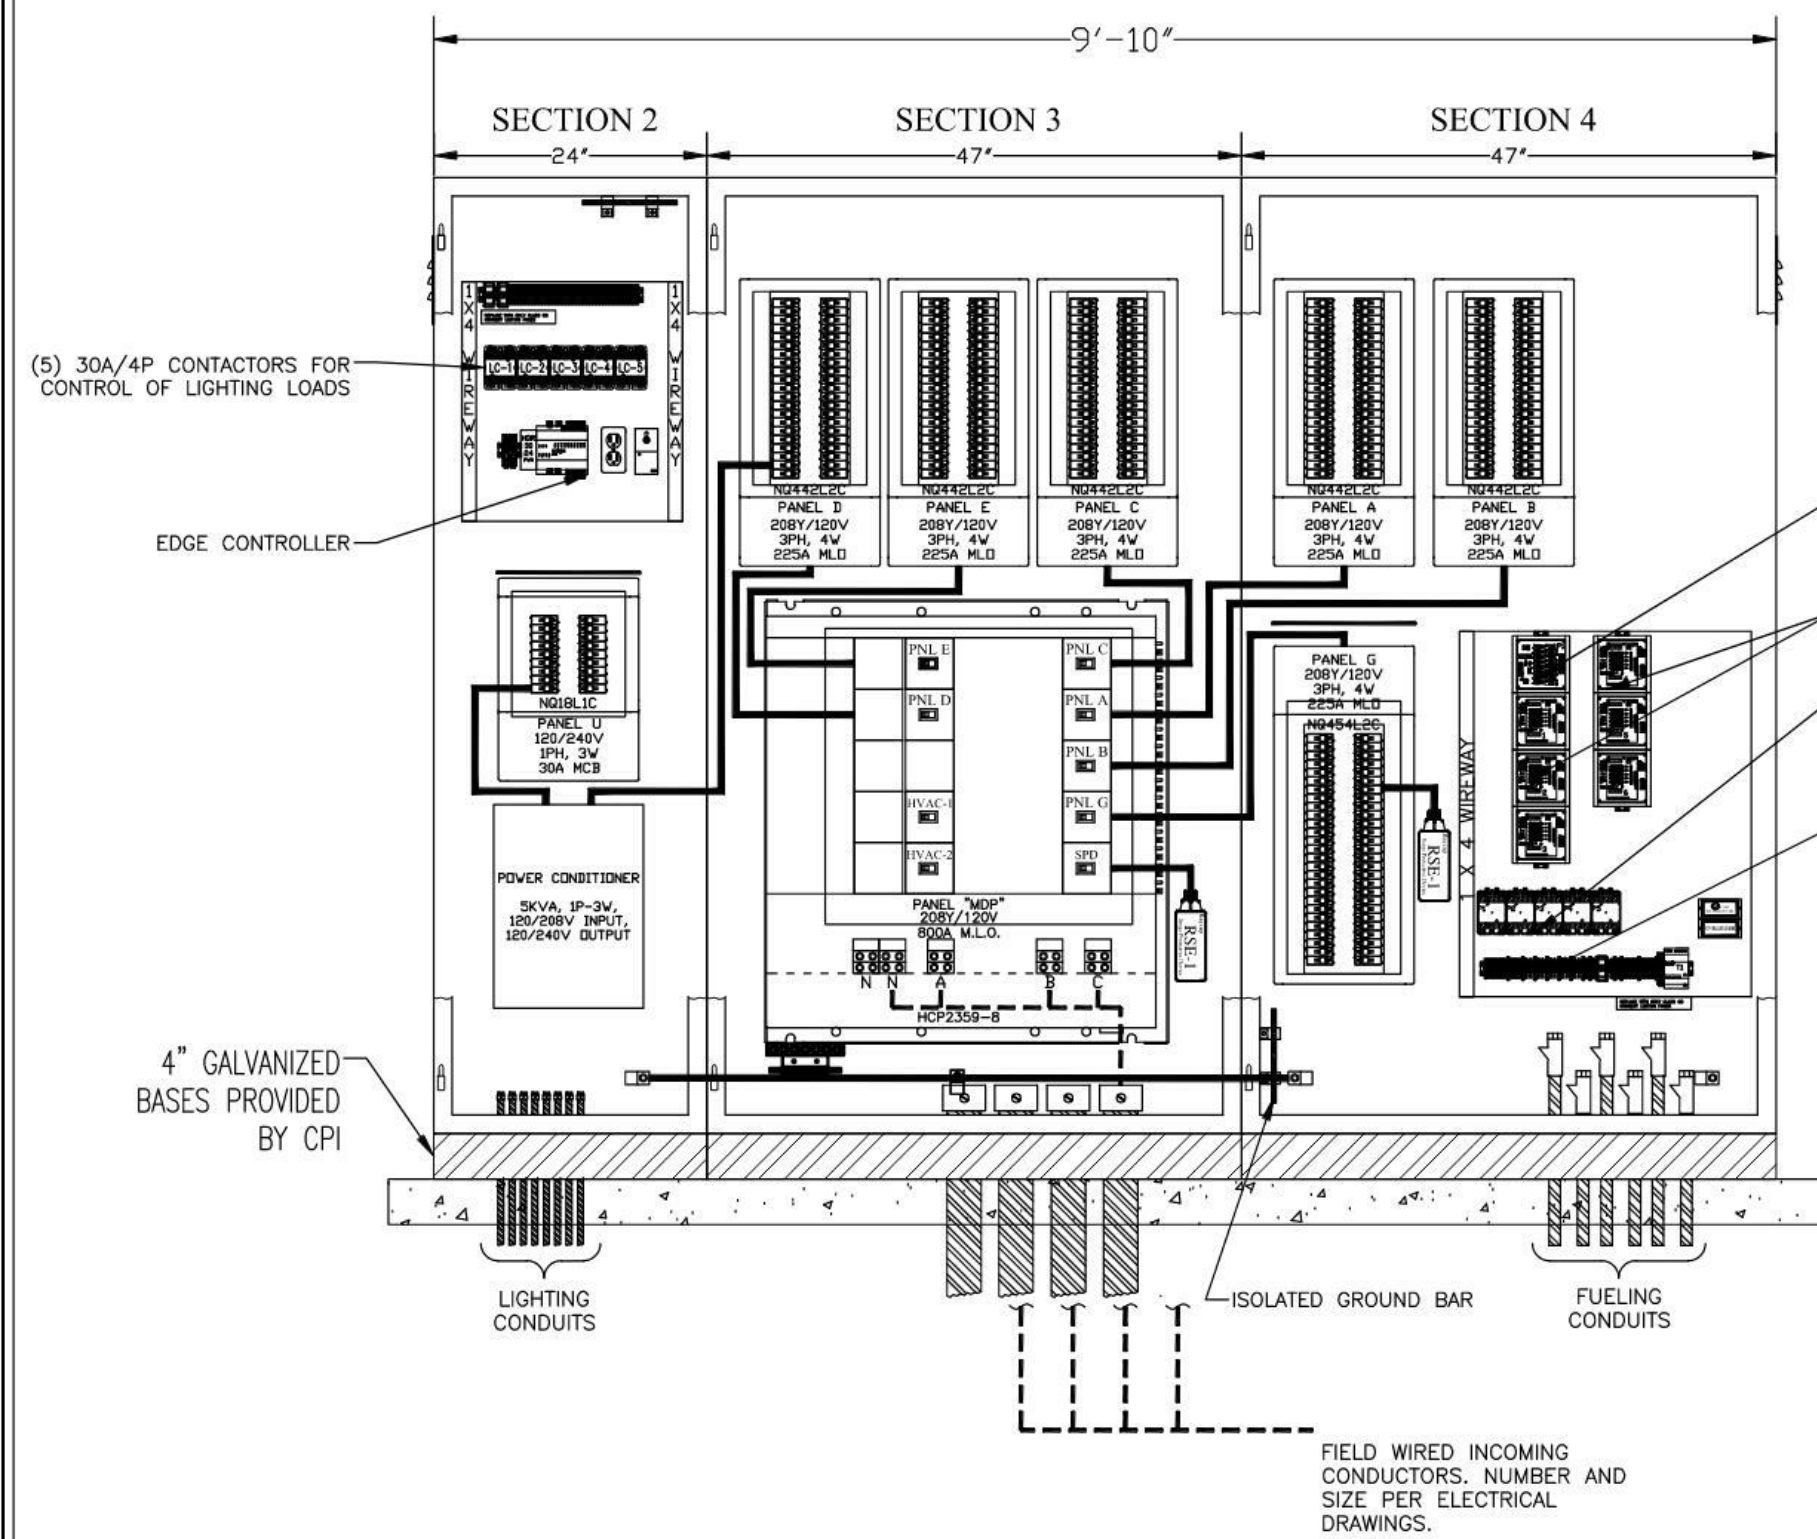 9'-10"
SECTION 2
SECTION 3
SECTION 4
24"
47"
47"
(5) 30A/4P CONTACTORS FOR
CONTROL OF LIGHTING LOADS
EDGE CONTROLLER
1X4 WIREWAY
1X4 WIREWAY
LC-1
LC-2
LC-3
LC-4
LC-5
NQ18L1C
PANEL U
120/240V
1PH, 3W
30A MCB
POWER CONDITIONER
5KVA, 1P-3W,
120/208V INPUT,
120/240V OUTPUT
NQ442L2C
PANEL D
208Y/120V
3PH, 4W
225A MLO
NQ442L2C
PANEL E
208Y/120V
3PH, 4W
225A MLO
NQ442L2C
PANEL C
208Y/120V
3PH, 4W
225A MLO
NQ442L2C
PANEL A
208Y/120V
3PH, 4W
225A MLO
NQ442L2C
PANEL B
208Y/120V
3PH, 4W
225A MLO
PNL E
PNL D
HVAC-1
HVAC-2
PNL C
PNL A
PNL B
PNL G
SPD
PANEL "MDP"
208Y/120V
800A M.L.O.
N
N
A
B
C
HCP2359-8
RSE-1
PANEL G
208Y/120V
3PH, 4W
225A MLO
NQ454L2C
RSE-1
1 X 4 WIREWAY
4" GALVANIZED
BASES PROVIDED
BY CPI
LIGHTING
CONDUITS
ISOLATED GROUND BAR
FUELING
CONDUITS
FIELD WIRED INCOMING
CONDUCTORS. NUMBER AND
SIZE PER ELECTRICAL
DRAWINGS.